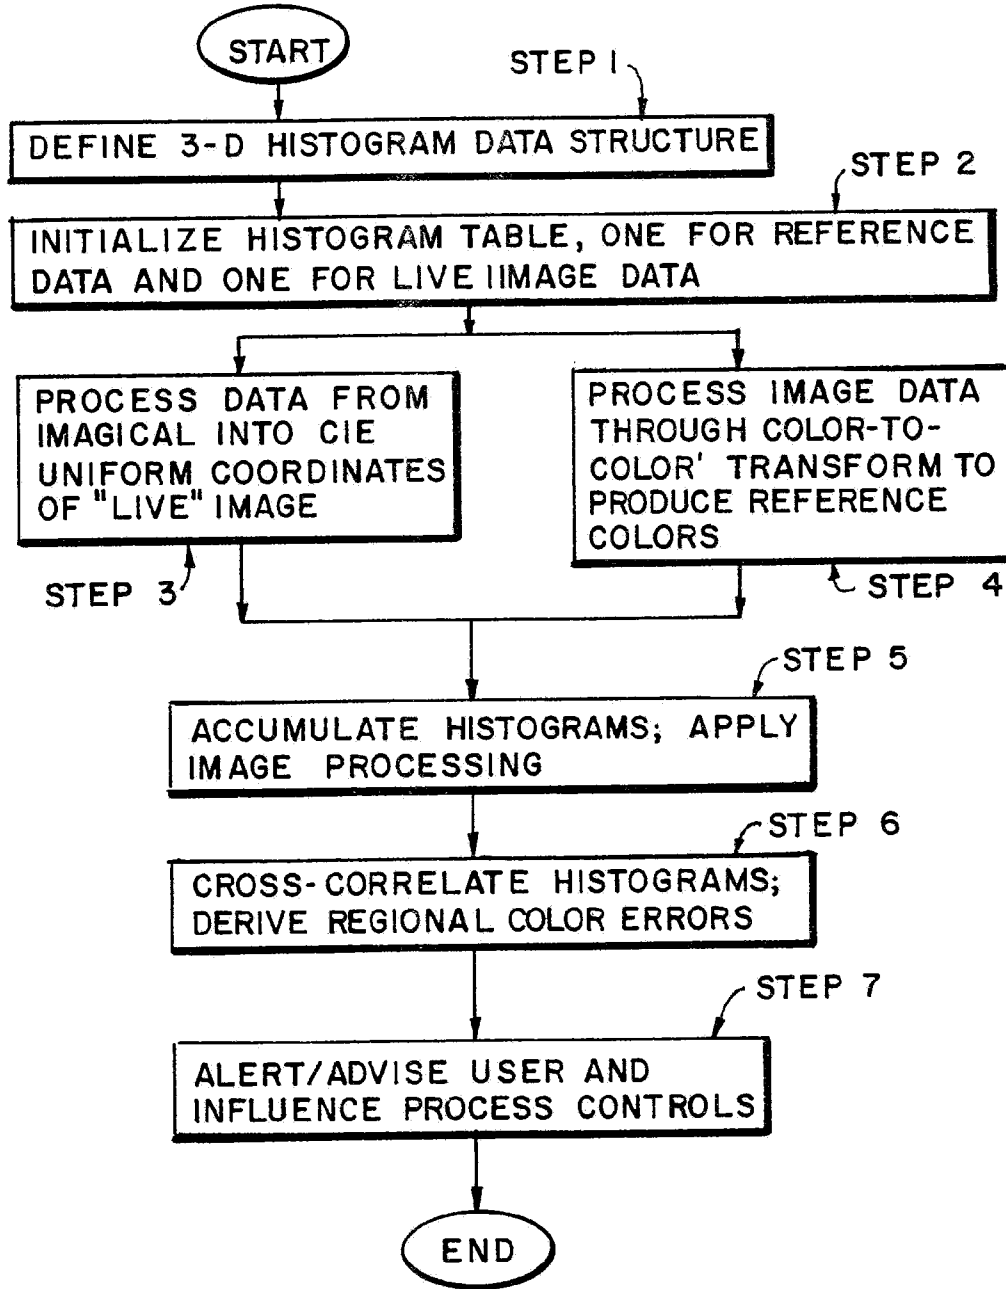 START
STEP 1
DEFINE 3-D HISTOGRAM DATA STRUCTURE
STEP 2
INITIALIZE HISTOGRAM TABLE, ONE FOR REFERENCE
DATA AND ONE FOR LIVE IIMAGE DATA
PROCESS DATA FROM
IMAGICAL INTO CIE
UNIFORM COORDINATES
OF "LIVE" IMAGE
STEP 3
PROCESS IMAGE DATA
THROUGH COLOR-TO-
COLOR' TRANSFORM TO
PRODUCE REFERENCE
COLORS
STEP 4
STEP 5
ACCUMULATE HISTOGRAMS; APPLY
IMAGE PROCESSING
STEP 6
CROSS-CORRELATE HISTOGRAMS;
DERIVE REGIONAL COLOR ERRORS
STEP 7
ALERT/ADVISE USER AND
INFLUENCE PROCESS CONTROLS
END